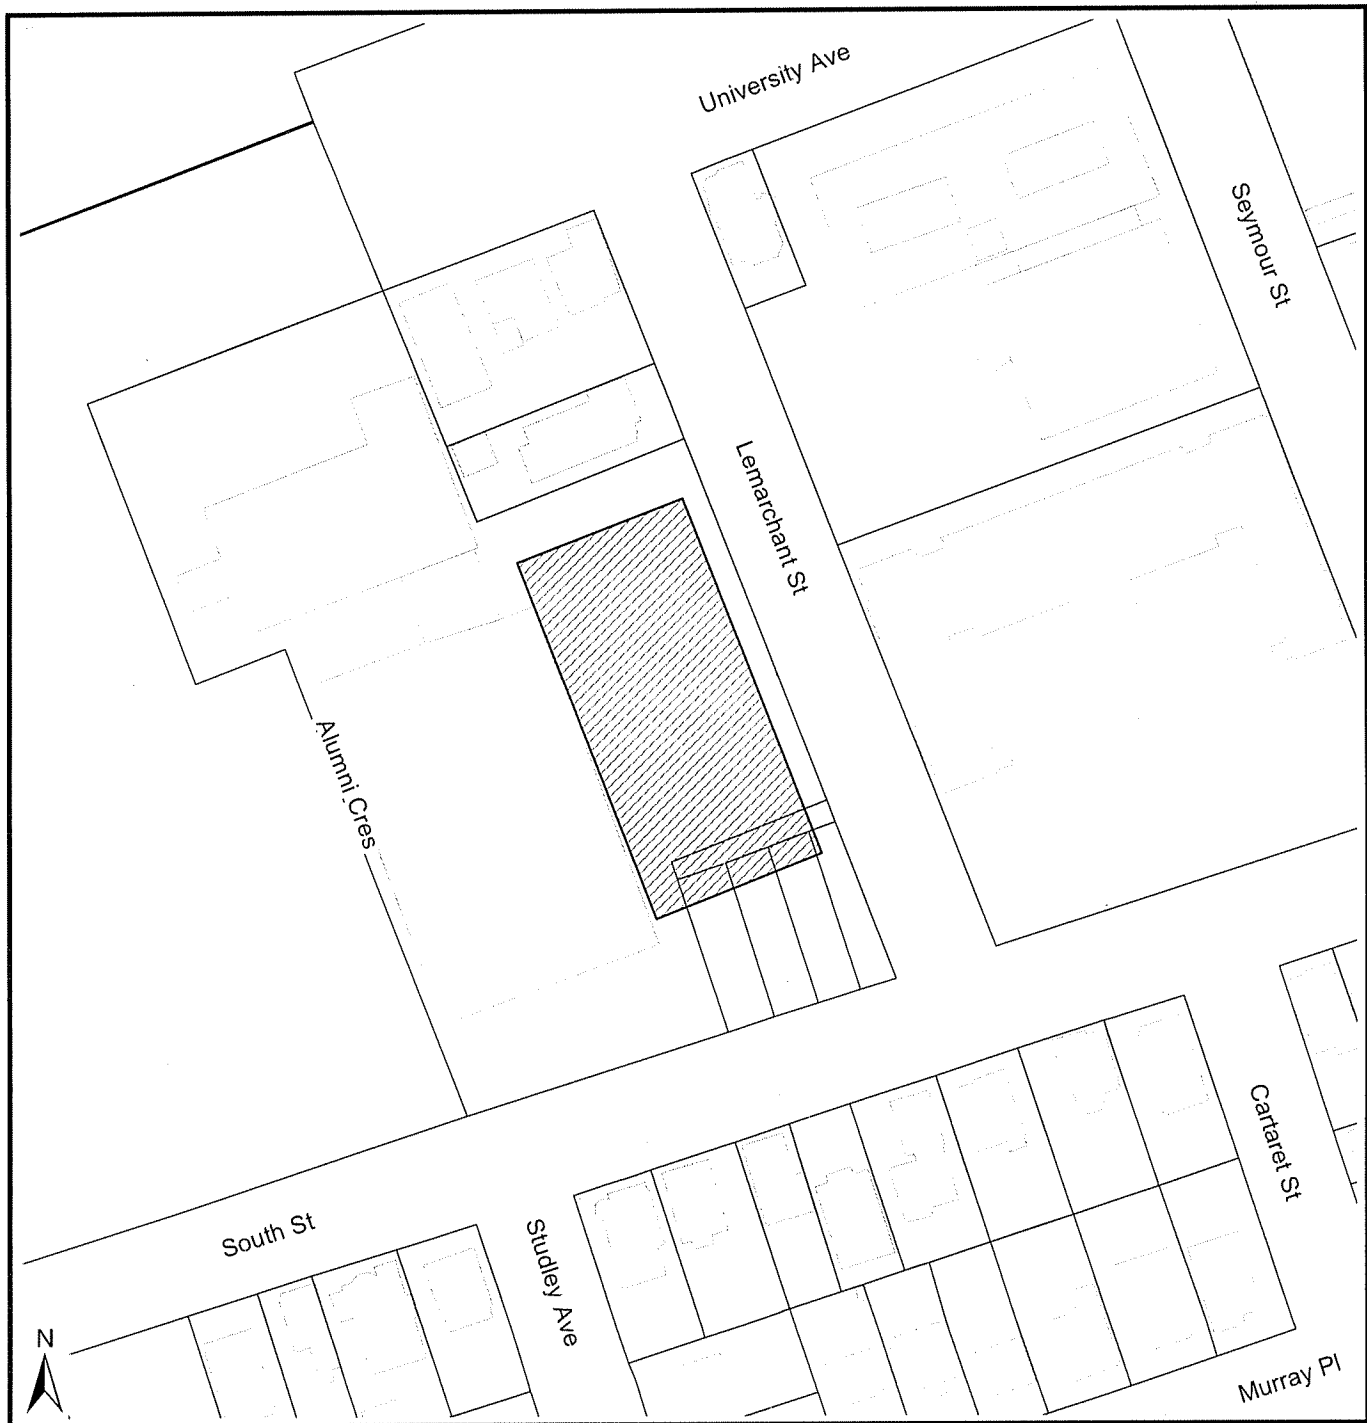 University Ave
Seymour St
Lemarchant St
Alumni Cres
Cartaret St
South St
Studley Ave
N
Murray Pl